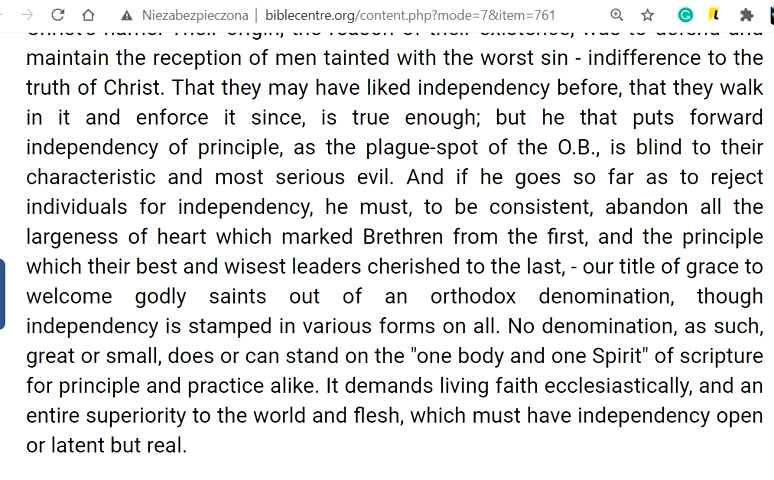 Niezabezpieczona | biblecentre.org/content.php?mode=7&item=761
maintain the reception of men tainted with the worst sin - indifference to the
truth of Christ. That they may have liked independency before, that they walk
in it and enforce it since, is true enough; but he that puts forward
independency of principle, as the plague-spot of the O.B., is blind to their
characteristic and most serious evil. And if he goes so far as to reject
individuals for independency, he must, to be consistent, abandon all the
largeness of heart which marked Brethren from the first, and the principle
which their best and wisest leaders cherished to the last, - our title of grace to
welcome godly saints out of an orthodox denomination, though
independency is stamped in various forms on all. No denomination, as such,
great or small, does or can stand on the "one body and one Spirit" of scripture
for principle and practice alike. It demands living faith ecclesiastically, and an
entire superiority to the world and flesh, which must have independency open
or latent but real.